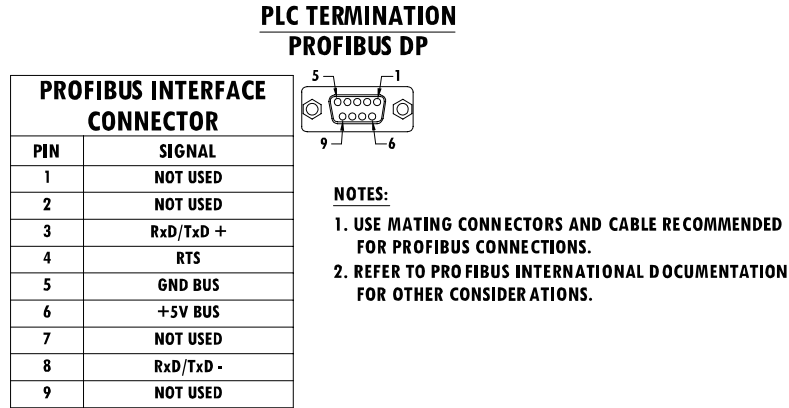 PLC TERMINATION
PROFIBUS DP
PROFIBUS INTERFACE
CONNECTOR
PIN SIGNAL
1 NOT USED
2 NOT USED
3 RxD/TxD +
4 RTS
5 GND BUS
6 +5V BUS
7 NOT USED
8 RxD/TxD -
9 NOT USED
5 1
9 6
NOTES:
1. USE MATING CONNECTORS AND CABLE RECOMMENDED
FOR PROFIBUS CONNECTIONS.
2. REFER TO PROFIBUS INTERNATIONAL DOCUMENTATION
FOR OTHER CONSIDERATIONS.